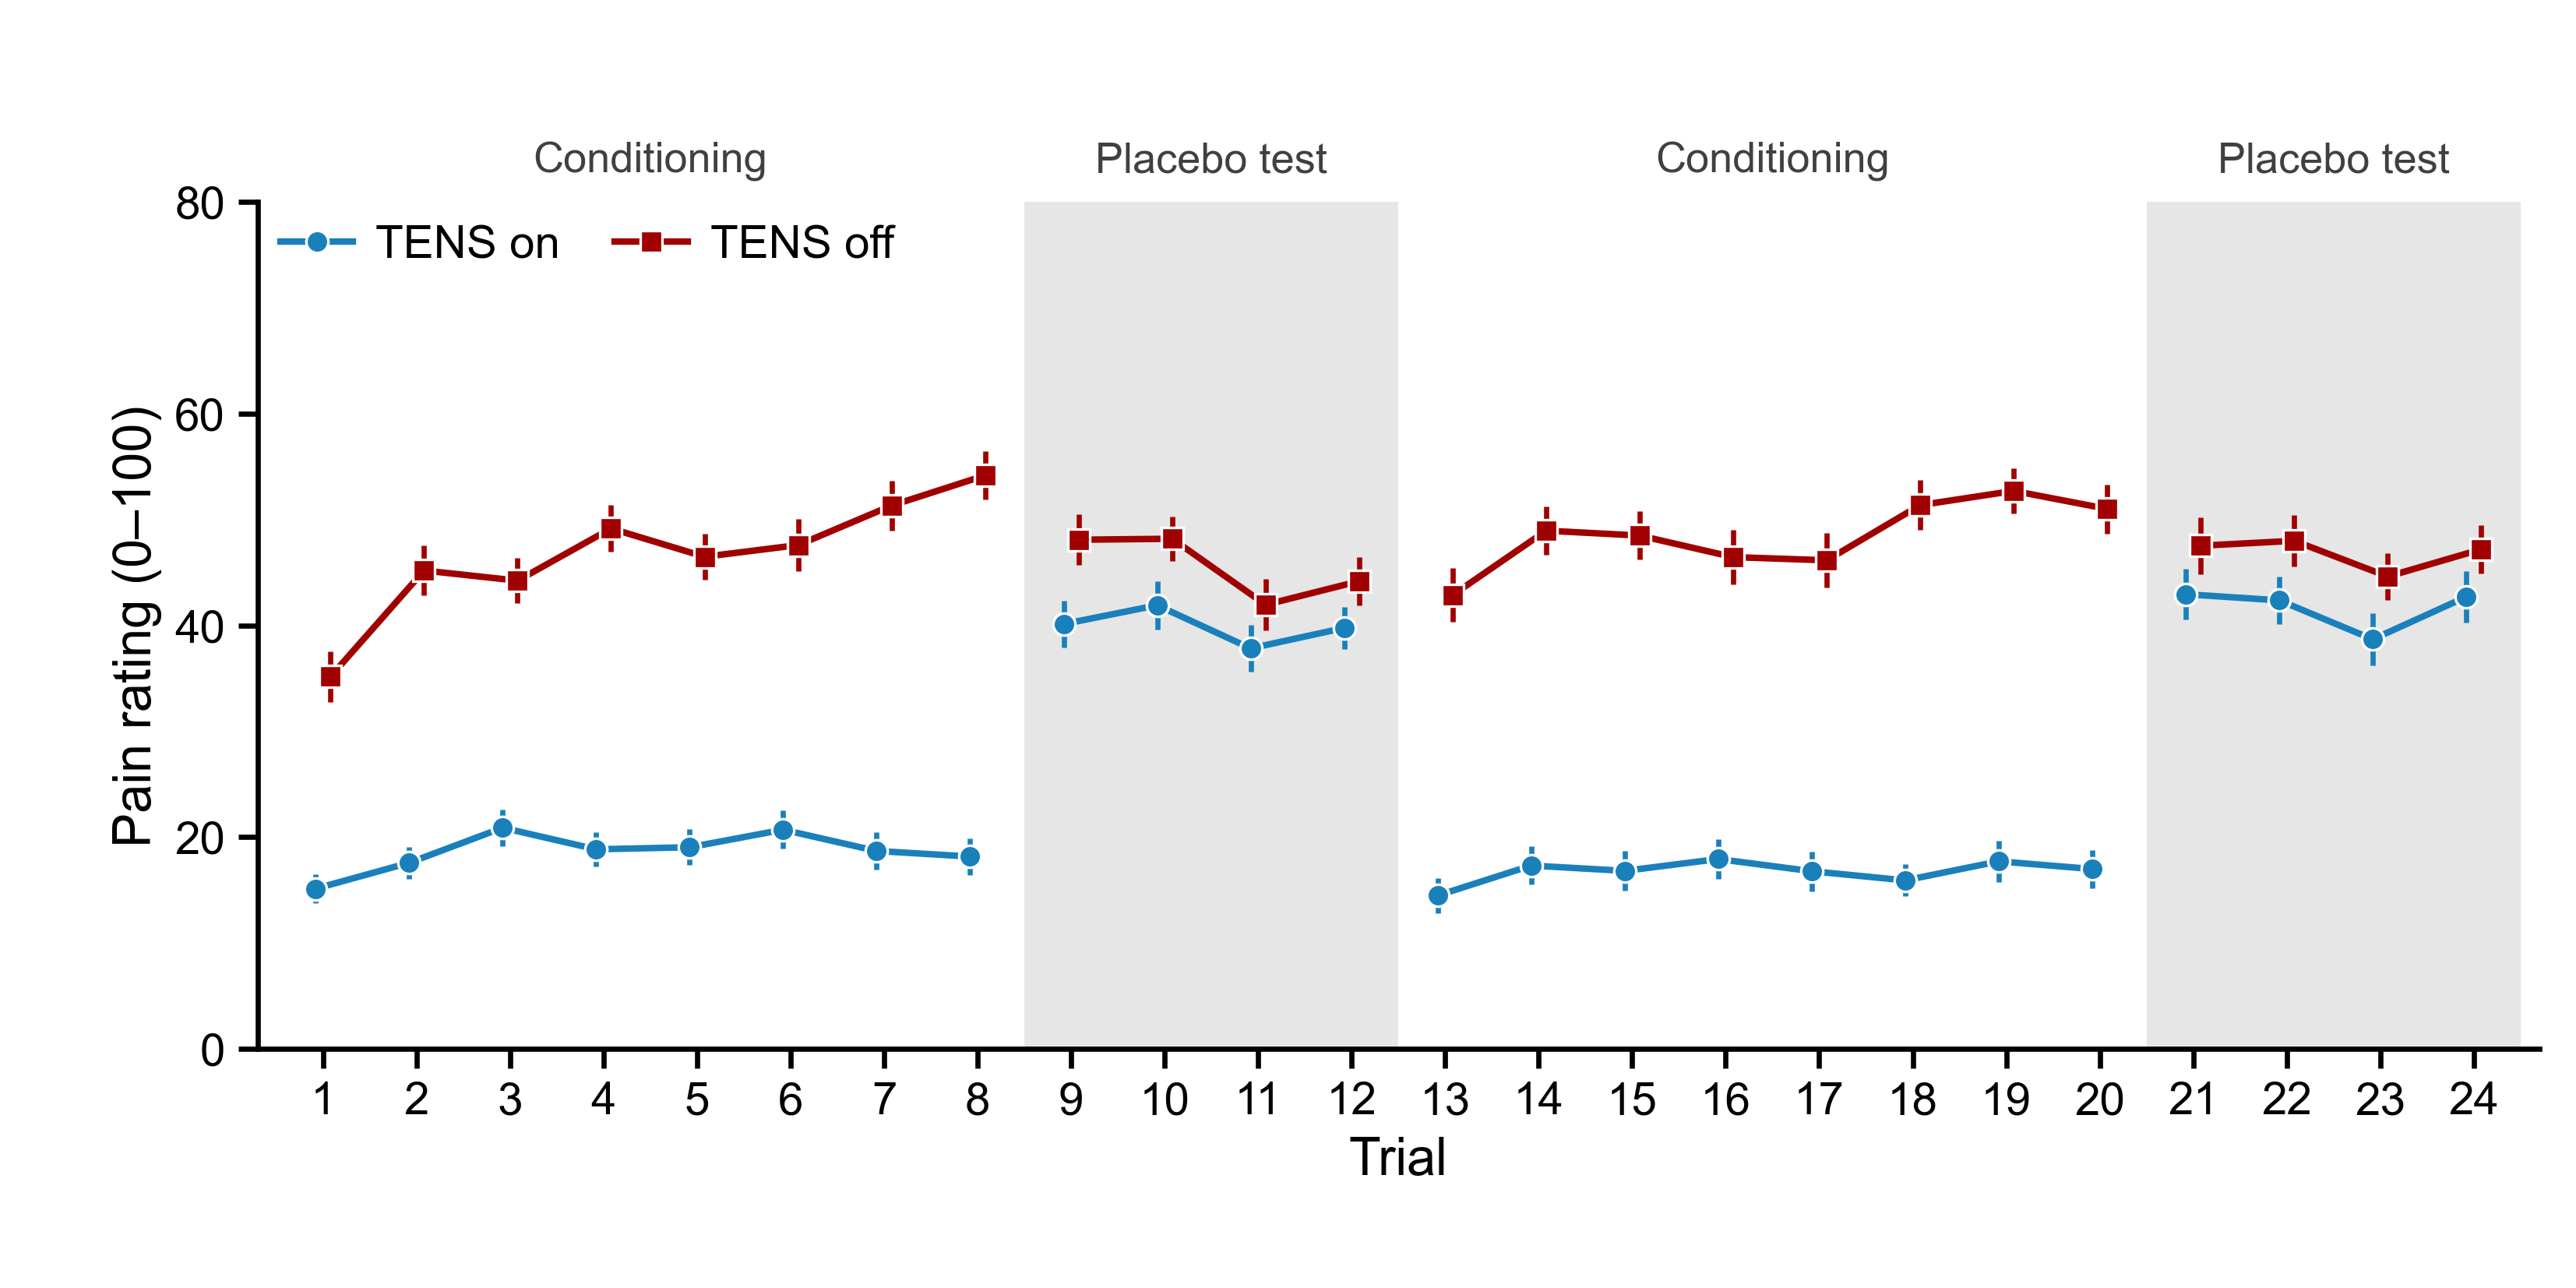 Conditioning Placebo test Conditioning Placebo test
80
TENS on TENS off
60
40
20
0
Pain rating (0–100)
1 2 3 4 5 6 7 8 9 10 11 12 13 14 15 16 17 18 19 20 21 22 23 24
Trial